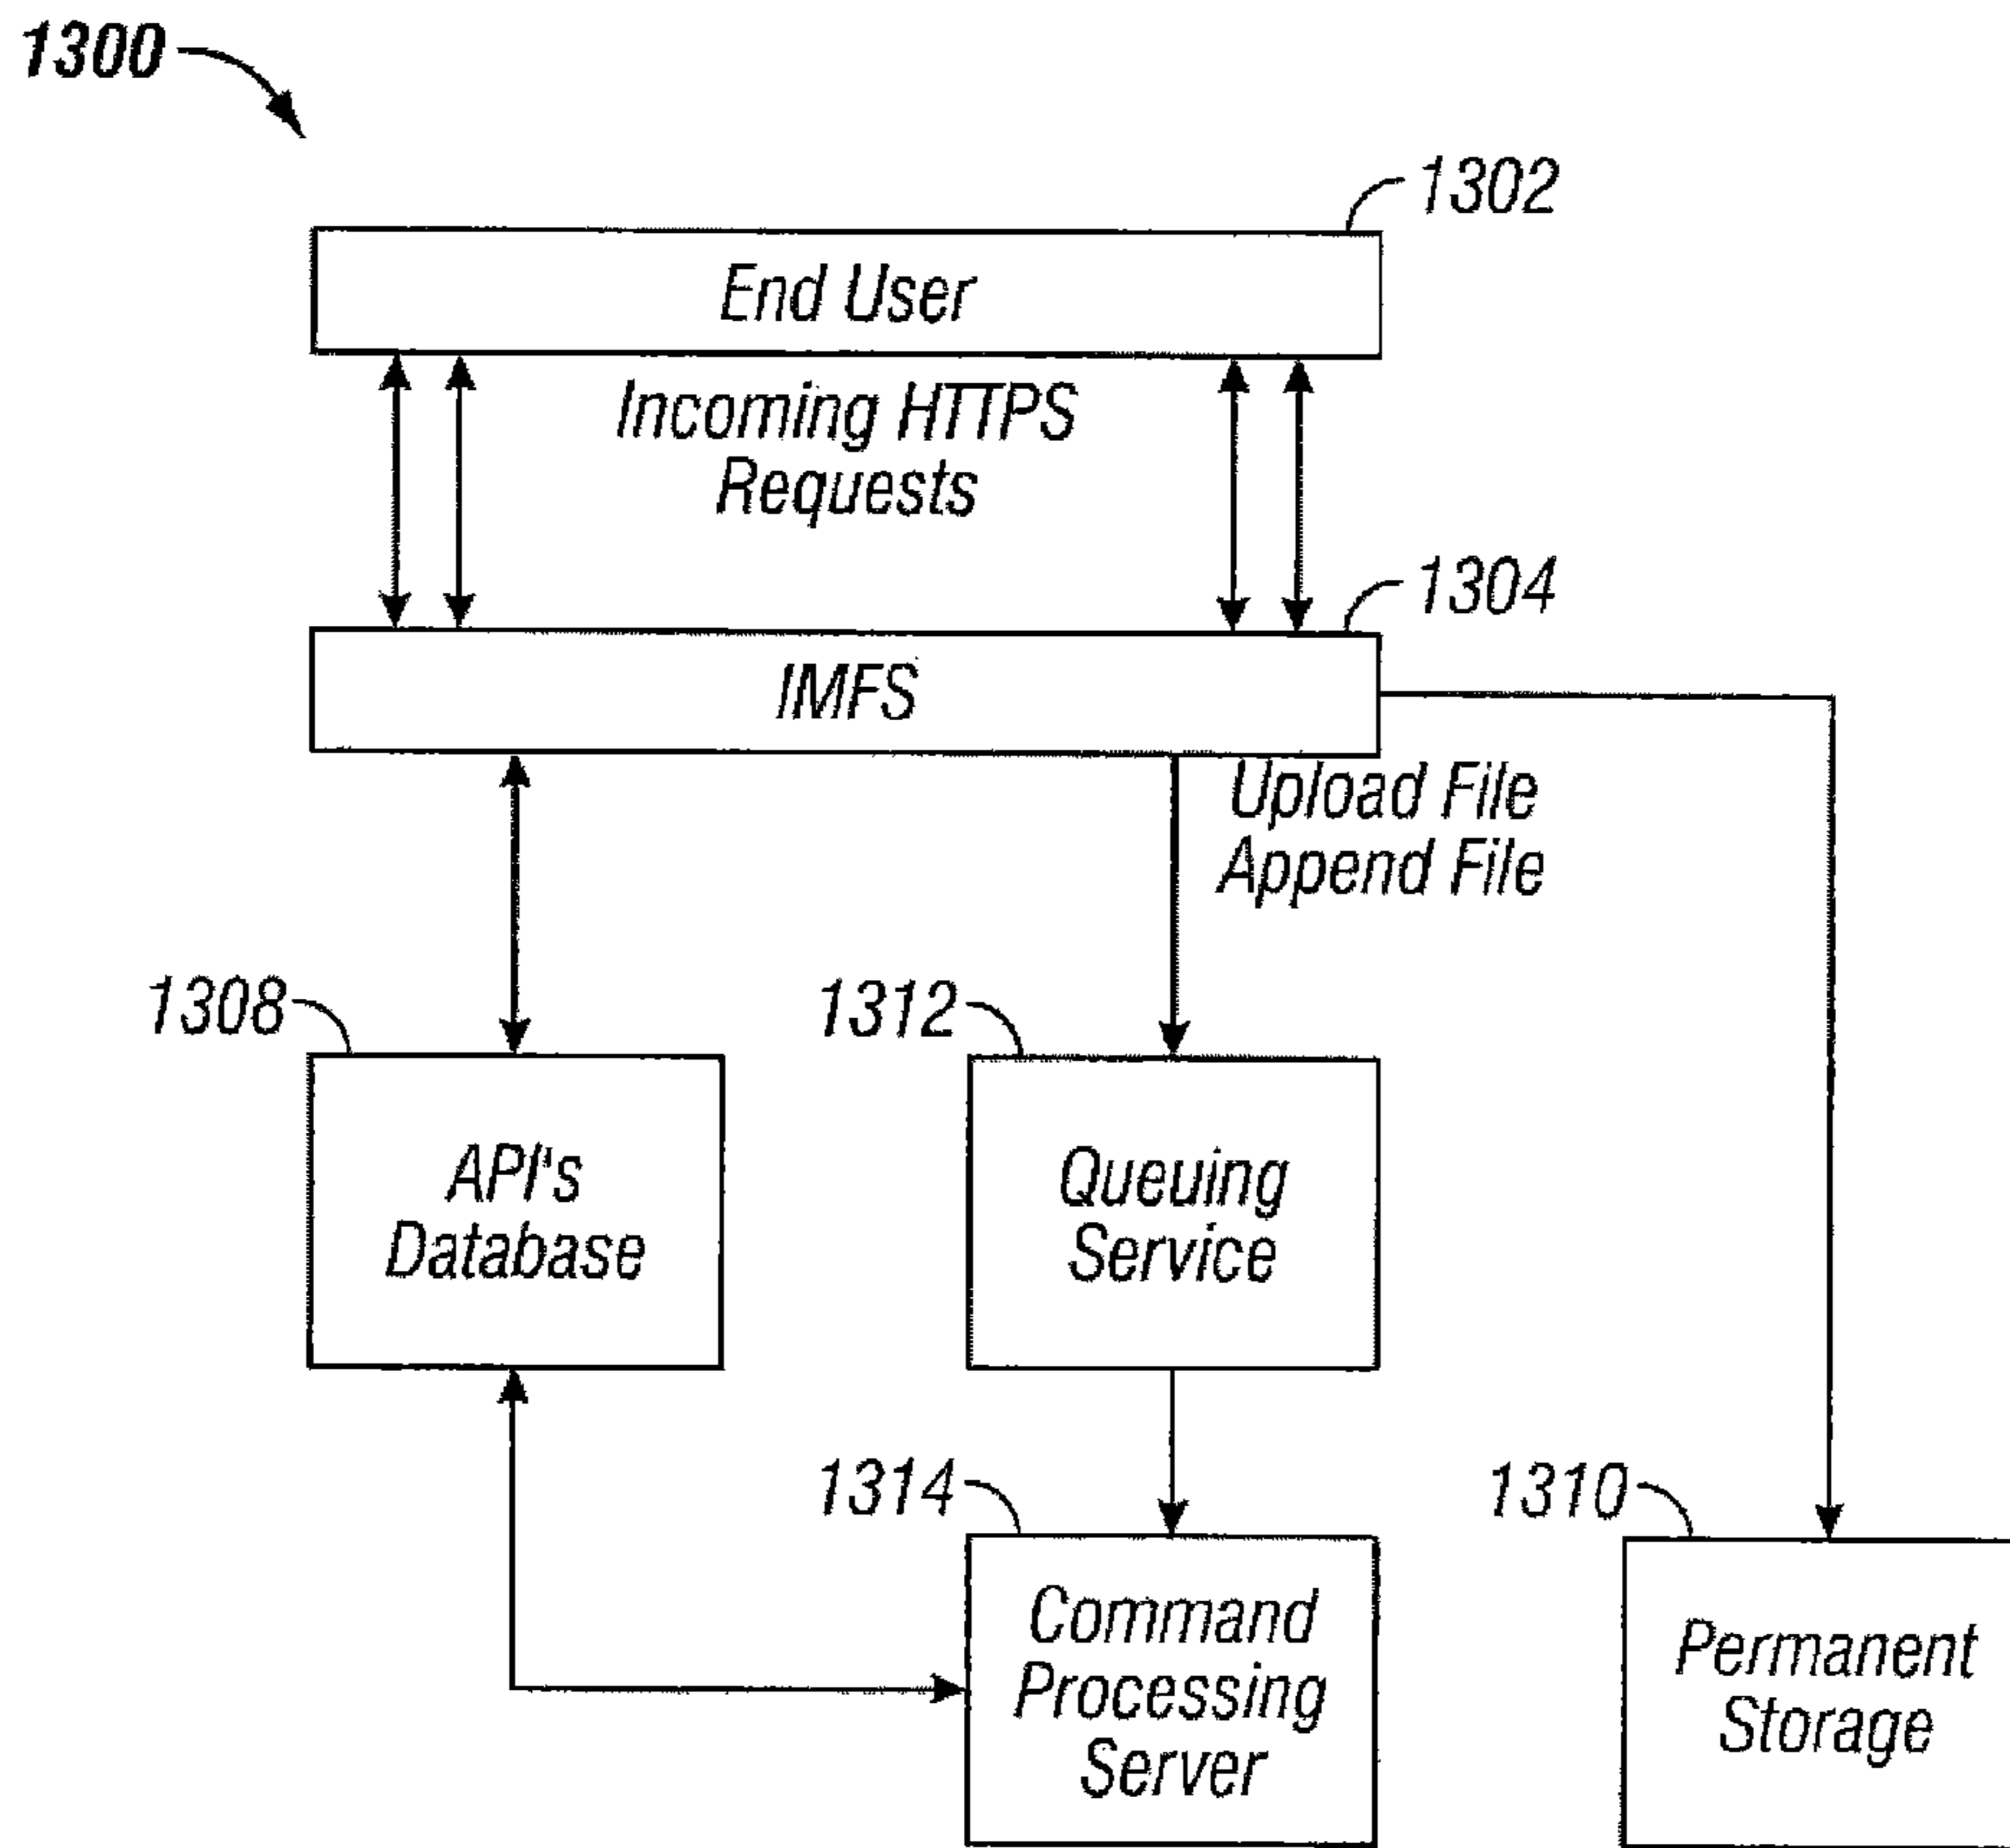 1300
1302
End User
Incoming HTTPS
Requests
1304
IMFS
Upload File
Append File
1308
1312
API's
Database
Queuing
Service
1314
1310
Command
Processing
Server
Permanent
Storage